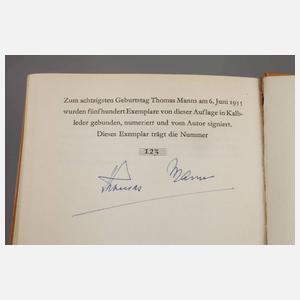 Zum achtzigsten Geburtstag Thomas Manns am 6. Juni 1955
wurden fünfhundert Exemplare von dieser Auflage in Kalb-
leder gebunden, numeriert und vom Autor signiert.
Dieses Exemplar trägt die Nummer
123
Thomas Mann